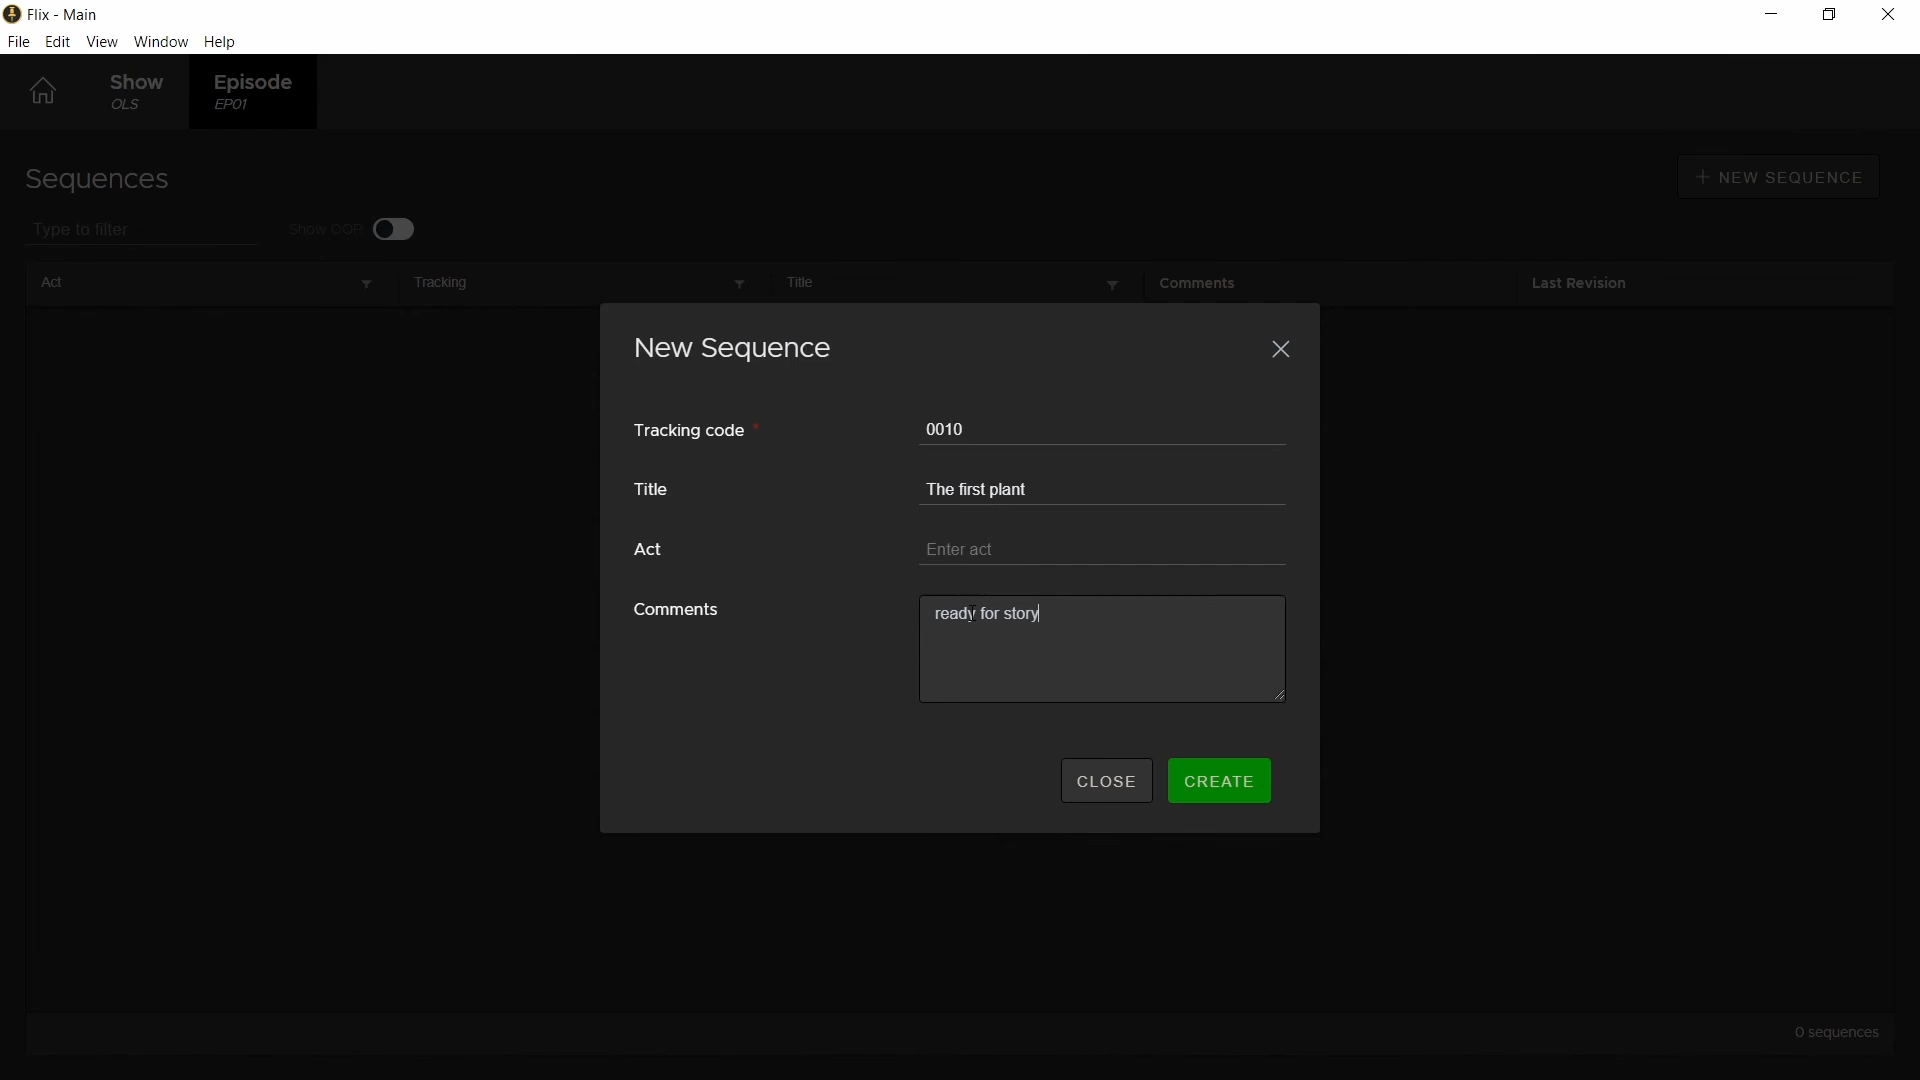 Flix - Main
File Edit View Window Help
Show Episode
OLS EP01
Sequences
+ NEW SEQUENCE
Type to filter Show OOP
Act Tracking Title Comments Last Revision
New Sequence
Tracking code * 0010
Title The first plant
Act Enter act
Comments ready for story
CLOSE CREATE
0 sequences